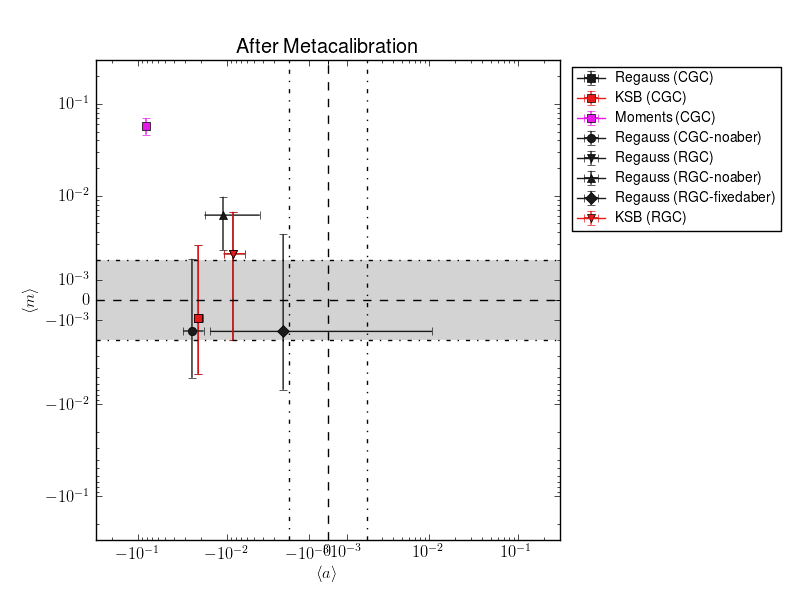 After Metacalibration
10^{-1}
10^{-2}
10^{-3}
0
−10^{-3}
−10^{-2}
−10^{-1}
⟨m⟩
−10^{-1} −10^{-2} −10^{-3} 0 10^{-3} 10^{-2} 10^{-1}
⟨a⟩
Regauss (CGC)
KSB (CGC)
Moments (CGC)
Regauss (CGC-noaber)
Regauss (RGC)
Regauss (RGC-noaber)
Regauss (RGC-fixedaber)
KSB (RGC)